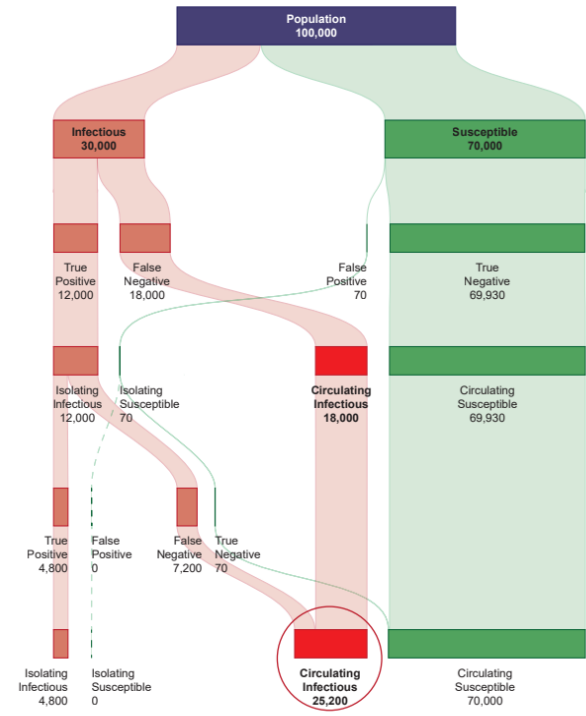 Population
100,000
Infectious
30,000
Susceptible
70,000
True
Positive
12,000
False
Negative
18,000
False
Positive
70
True
Negative
69,930
Isolating
Infectious
12,000
Isolating
Susceptible
70
Circulating
Infectious
18,000
Circulating
Susceptible
69,930
True
Positive
4,800
False
Positive
0
False
Negative
7,200
True
Negative
70
Isolating
Infectious
4,800
Isolating
Susceptible
0
Circulating
Infectious
25,200
Circulating
Susceptible
70,000